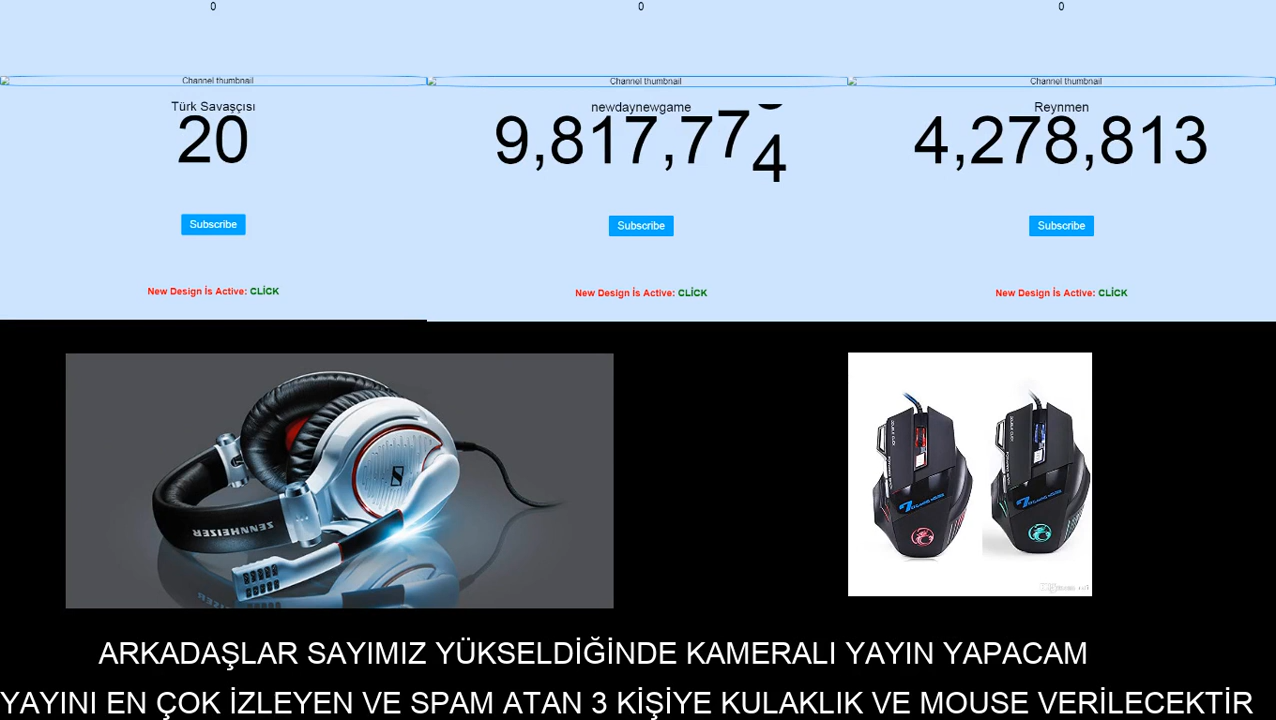 0 0 0
Channel thumbnail Channel thumbnail Channel thumbnail
Türk Savaşçısı newdaynewgame Reynmen
20 9,817,774 4,278,813
Subscribe Subscribe Subscribe
New Design İs Active: CLİCK New Design İs Active: CLİCK New Design İs Active: CLİCK
SENNHEISER
ARKADAŞLAR SAYIMIZ YÜKSELDİĞİNDE KAMERALI YAYIN YAPACAM
YAYINI EN ÇOK İZLEYEN VE SPAM ATAN 3 KİŞİYE KULAKLIK VE MOUSE VERİLECEKTİR